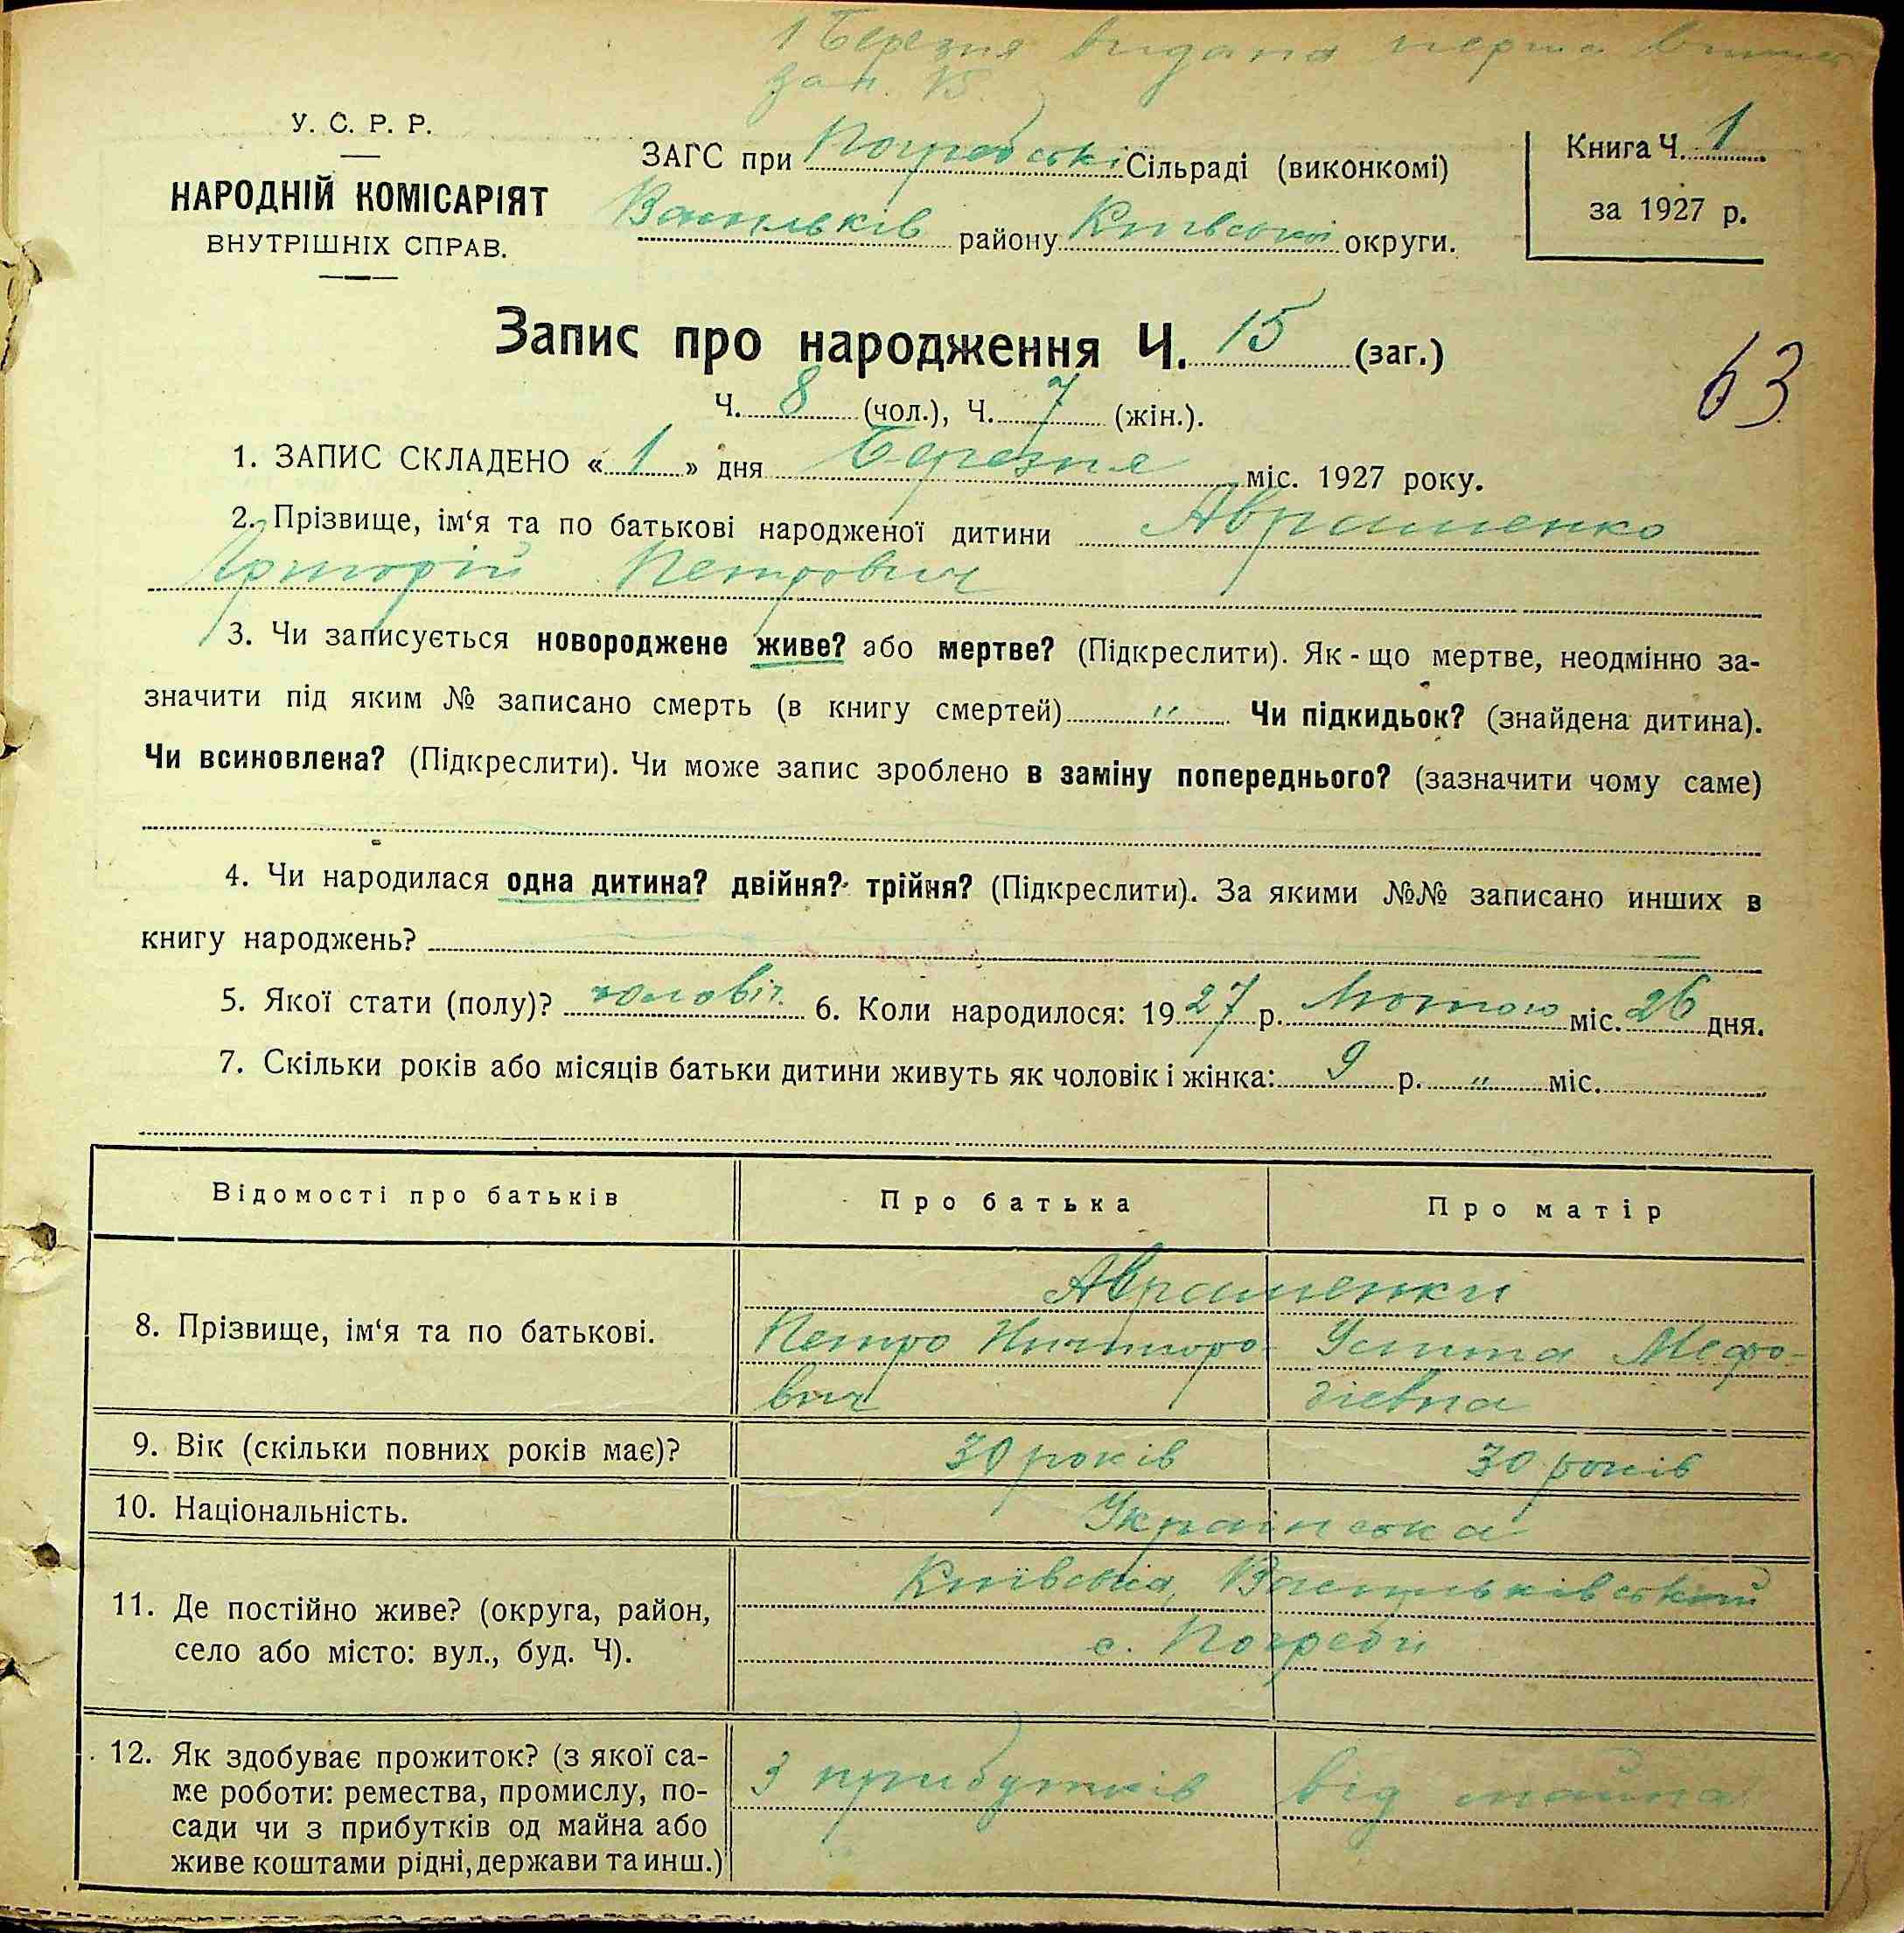 1 Березня видана перша виписка
зап. 15.
У. С. Р. Р.
НАРОДНІЙ КОМІСАРІЯТ
ВНУТРІШНІХ СПРАВ.
ЗАГС при Погребські Сільраді (виконкомі)
Васильків району Київської округи.
Книга Ч. 1
за 1927 р.
Запис про народження Ч. 15 (заг.)
63
Ч. 8 (чол.), Ч. 7 (жін.).
1. ЗАПИС СКЛАДЕНО « 1 » дня Березня міс. 1927 року.
2. Прізвище, ім‘я та по батькові народженої дитини Авраменко
Григорій Петрович
3. Чи записується новороджене живе? або мертве? (Підкреслити). Як-що мертве, неодмінно за-
значити під яким № записано смерть (в книгу смертей) " Чи підкидьок? (знайдена дитина).
Чи всиновлена? (Підкреслити). Чи може запис зроблено в заміну попереднього? (зазначити чому саме)
4. Чи народилася одна дитина? двійня? трійня? (Підкреслити). За якими №№ записано инших в
книгу народжень?
5. Якої стати (полу)? чоловіч. 6. Коли народилося: 1927 р. Лютого міс. 26 дня.
7. Скільки років або місяців батьки дитини живуть як чоловік і жінка: 9 р. " міс.
Відомості про батьків Про батька Про матір
Авраменки
8. Прізвище, ім‘я та по батькові. Петро Ничипоро- Устина Мефо-
вич дієвна
9. Вік (скільки повних років має)? 30 років 30 років
10. Національність. Українська
Київська, Васильківський
11. Де постійно живе? (округа, район,
село або місто: вул., буд. Ч). с. Погреби
12. Як здобуває прожиток? (з якої са-
ме роботи: ремества, промислу, по- З прибутків від майна
сади чи з прибутків од майна або
живе коштами рідні, держави та инш.)